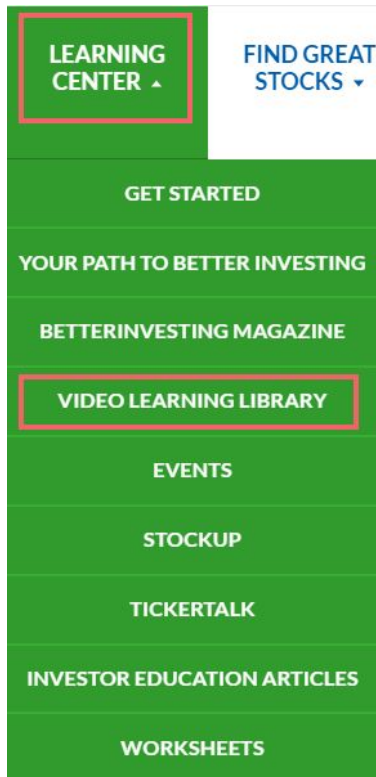 LEARNING
CENTER ▲
FIND GREAT
STOCKS ▼
GET STARTED
YOUR PATH TO BETTER INVESTING
BETTERINVESTING MAGAZINE
VIDEO LEARNING LIBRARY
EVENTS
STOCKUP
TICKERTALK
INVESTOR EDUCATION ARTICLES
WORKSHEETS